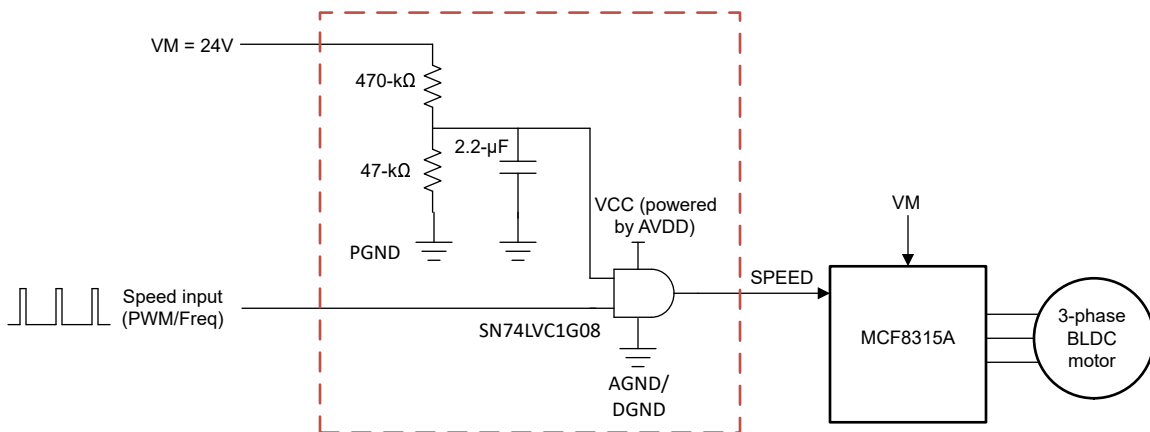 VM = 24V
470-kΩ
2.2-µF
47-kΩ
VCC (powered
by AVDD)
VM
PGND
Speed input
(PWM/Freq)
SPEED
SN74LVC1G08
MCF8315A
3-phase
BLDC
motor
AGND/
DGND